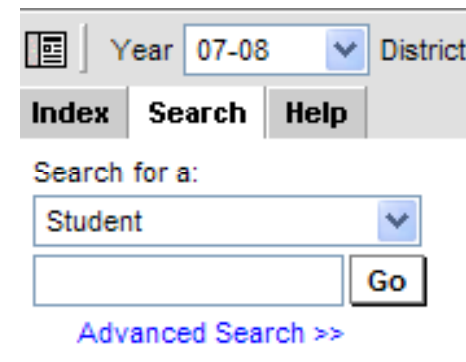 Year 07-08 District
Index Search Help
Search for a:
Student
Go
Advanced Search >>